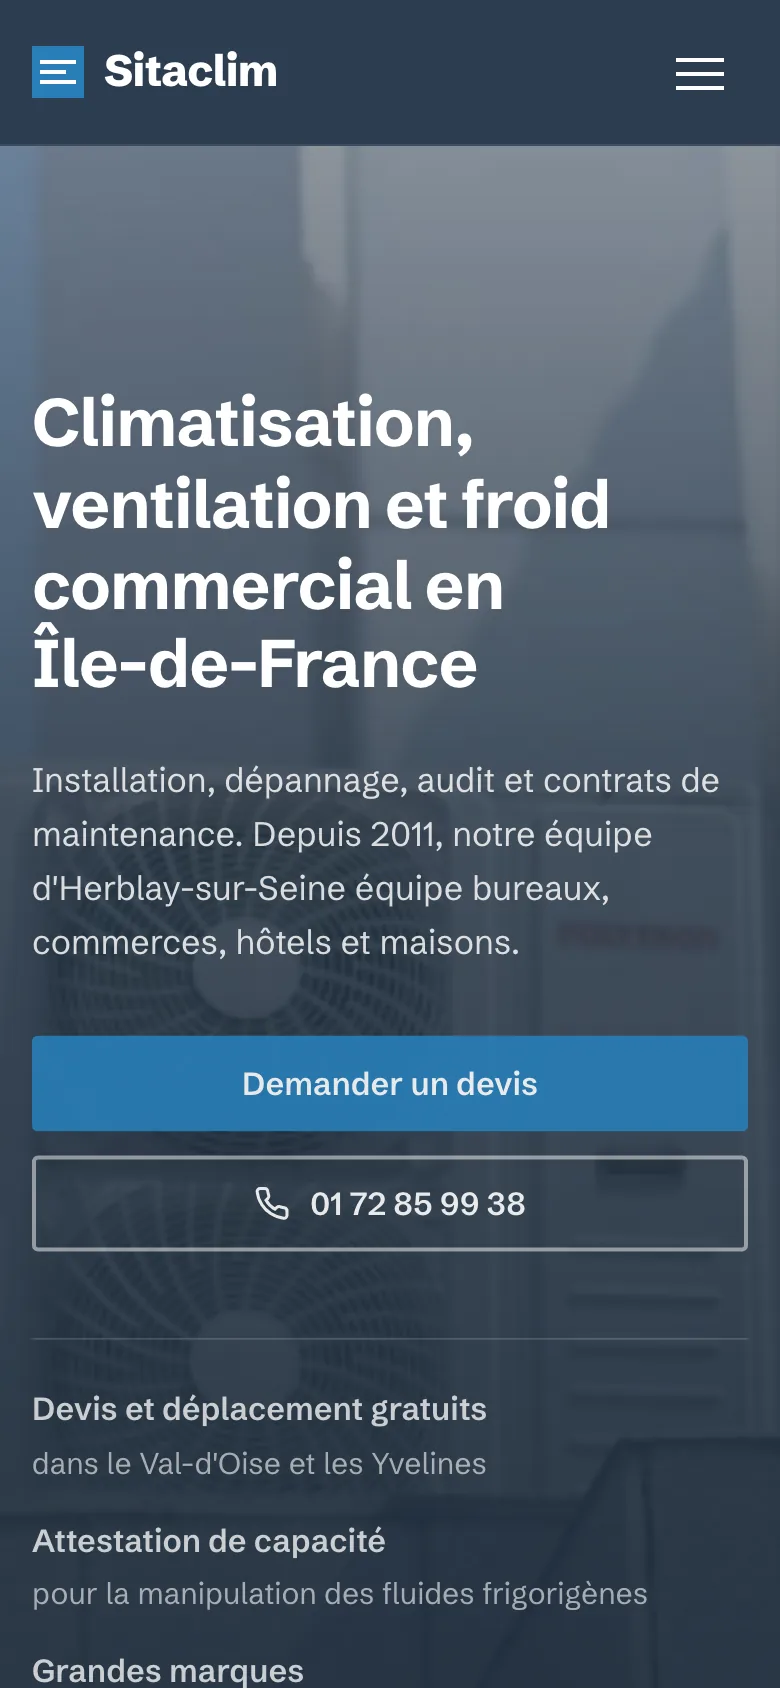 Sitaclim
Climatisation,
ventilation et froid
commercial en
Île-de-France
Installation, dépannage, audit et contrats de
maintenance. Depuis 2011, notre équipe
d'Herblay-sur-Seine équipe bureaux,
commerces, hôtels et maisons.
Demander un devis
01 72 85 99 38
Devis et déplacement gratuits
dans le Val-d'Oise et les Yvelines
Attestation de capacité
pour la manipulation des fluides frigorigènes
Grandes marques